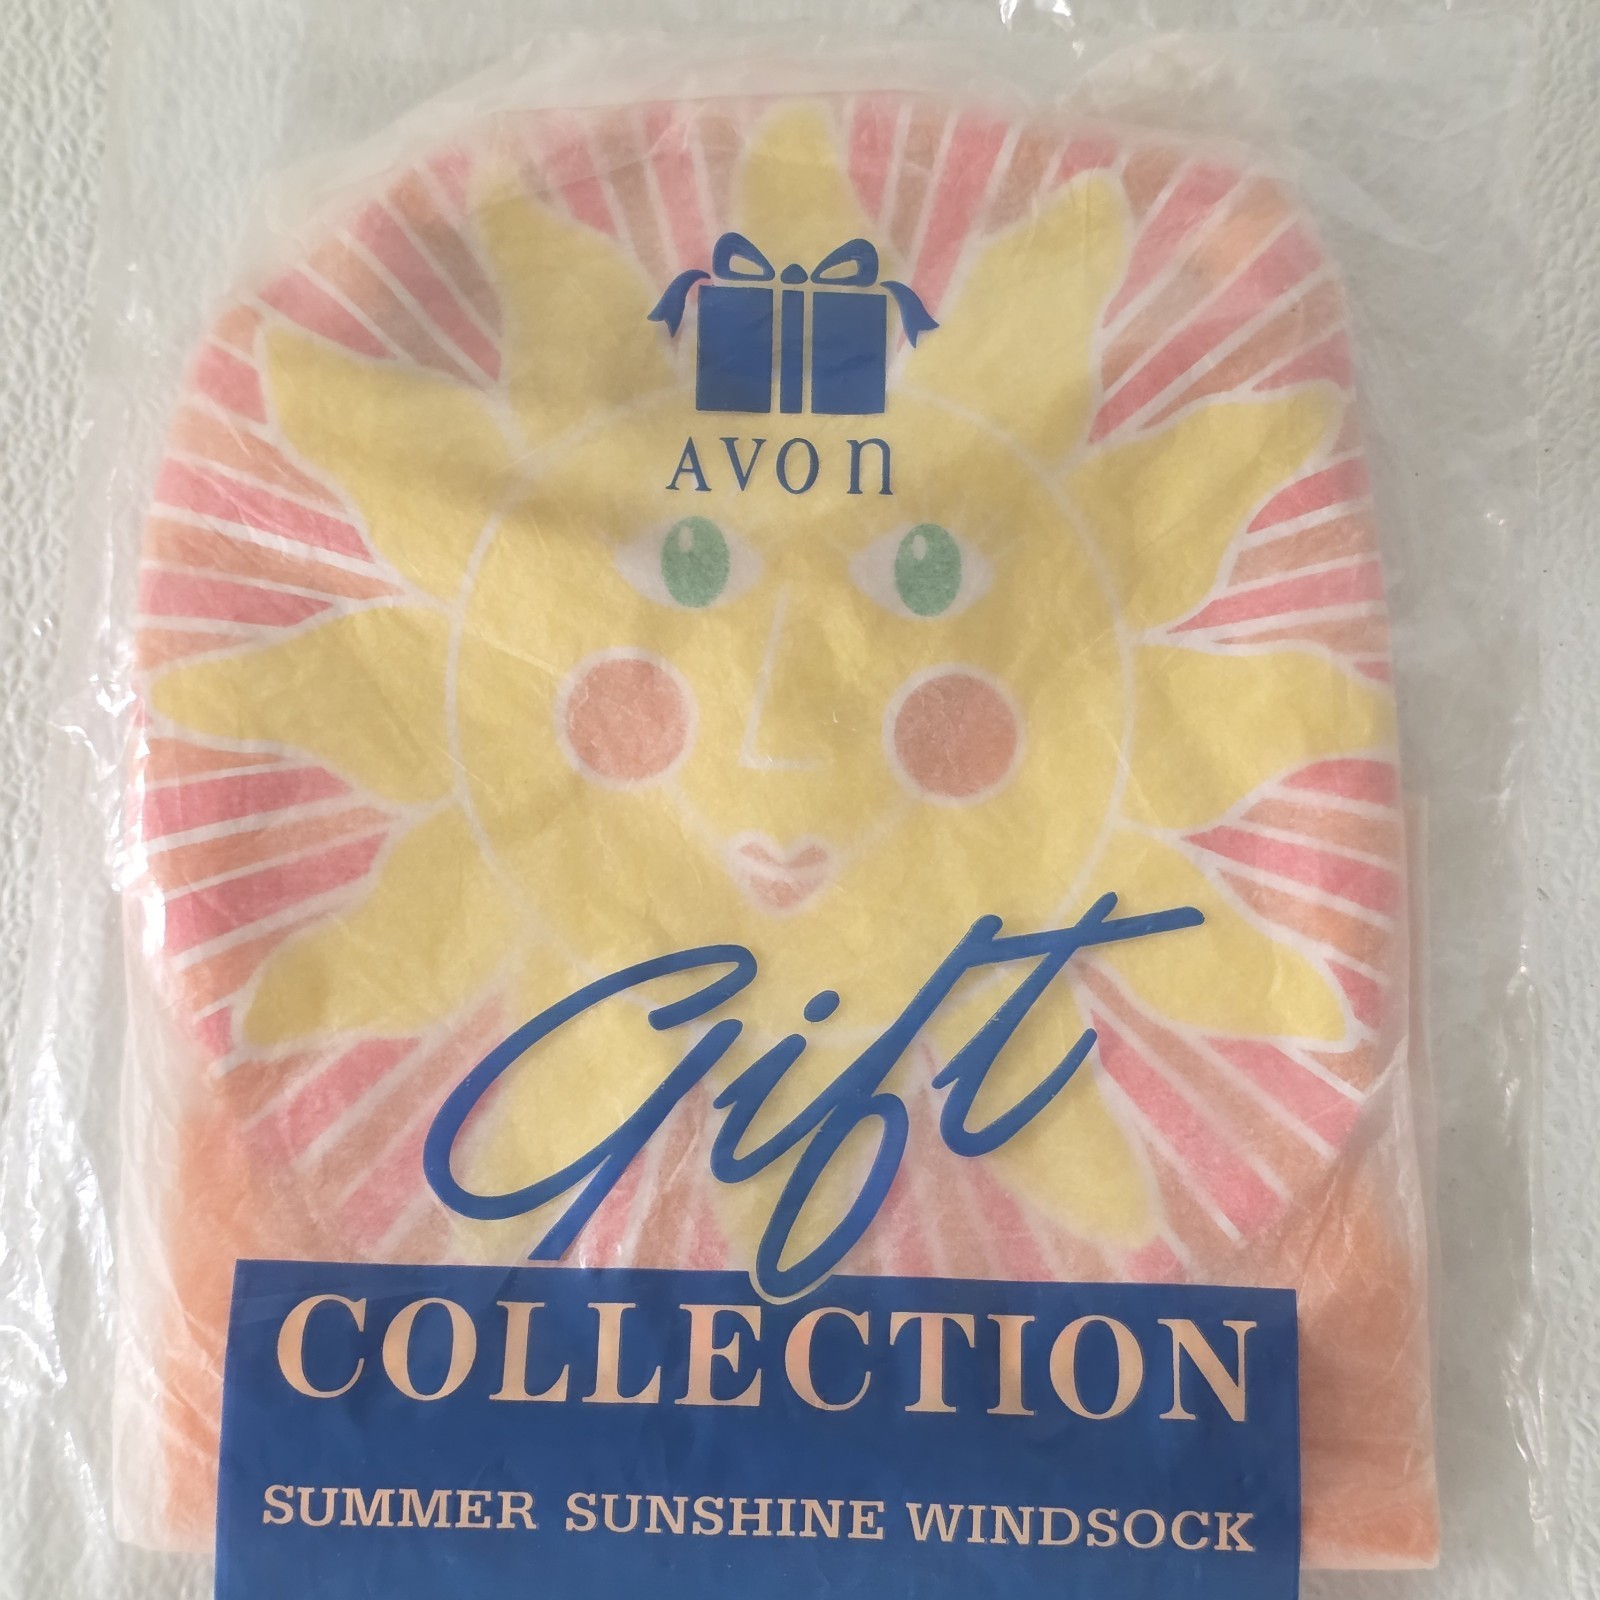 AVON
Gift
COLLECTION
SUMMER SUNSHINE WINDSOCK